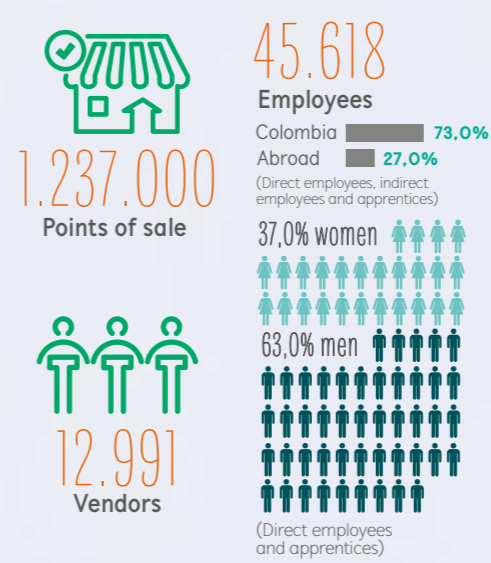 1.237.000
Points of sale
12.991
Vendors
45.618
Employees
Colombia 73,0%
Abroad 27,0%
(Direct employees, indirect
employees and apprentices)
37,0% women
63,0% men
(Direct employees
and apprentices)